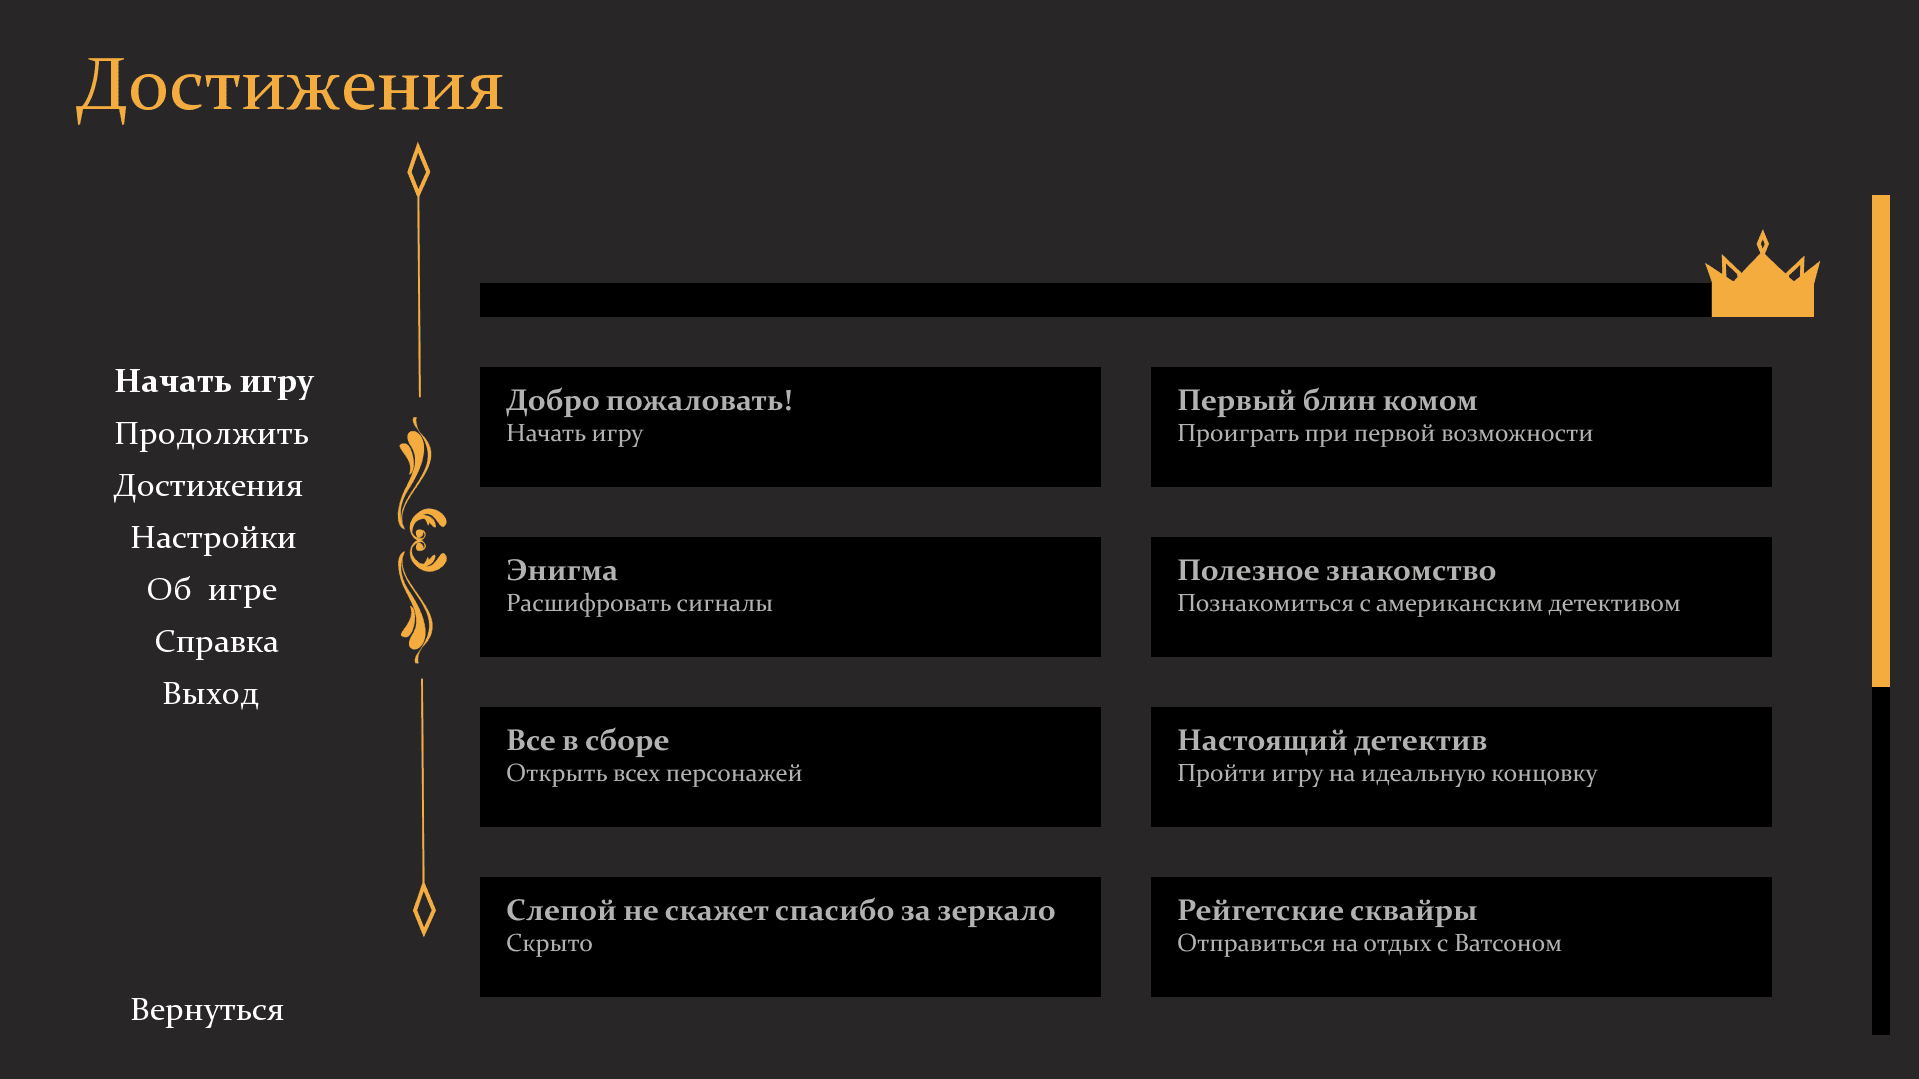 Достижения
Начать игру
Продолжить
Достижения
Настройки
Об игре
Справка
Выход
Вернуться
Добро пожаловать!
Начать игру
Первый блин комом
Проиграть при первой возможности
Энигма
Расшифровать сигналы
Полезное знакомство
Познакомиться с американским детективом
Все в сборе
Открыть всех персонажей
Настоящий детектив
Пройти игру на идеальную концовку
Слепой не скажет спасибо за зеркало
Скрыто
Рейгетские сквайры
Отправиться на отдых с Ватсоном